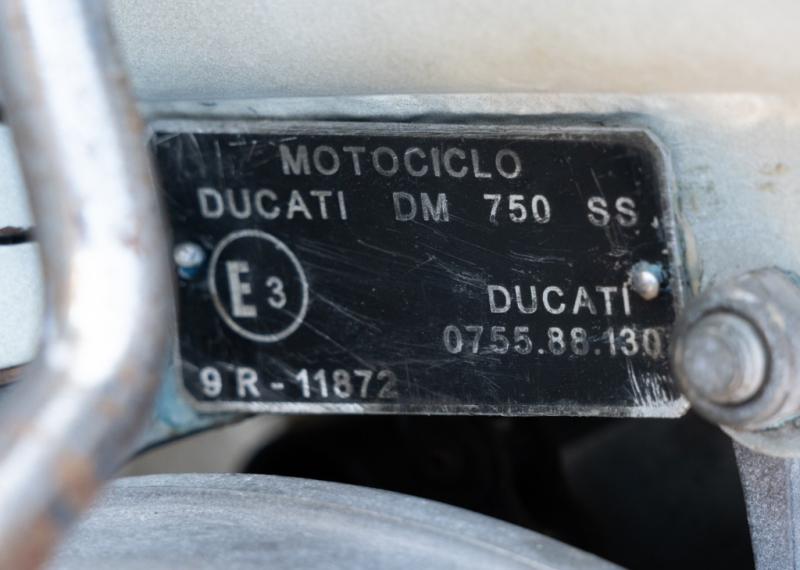 MOTOCICLO
DUCATI DM 750 SS
E3
DUCATI
0755.88.130
9 R - 11872